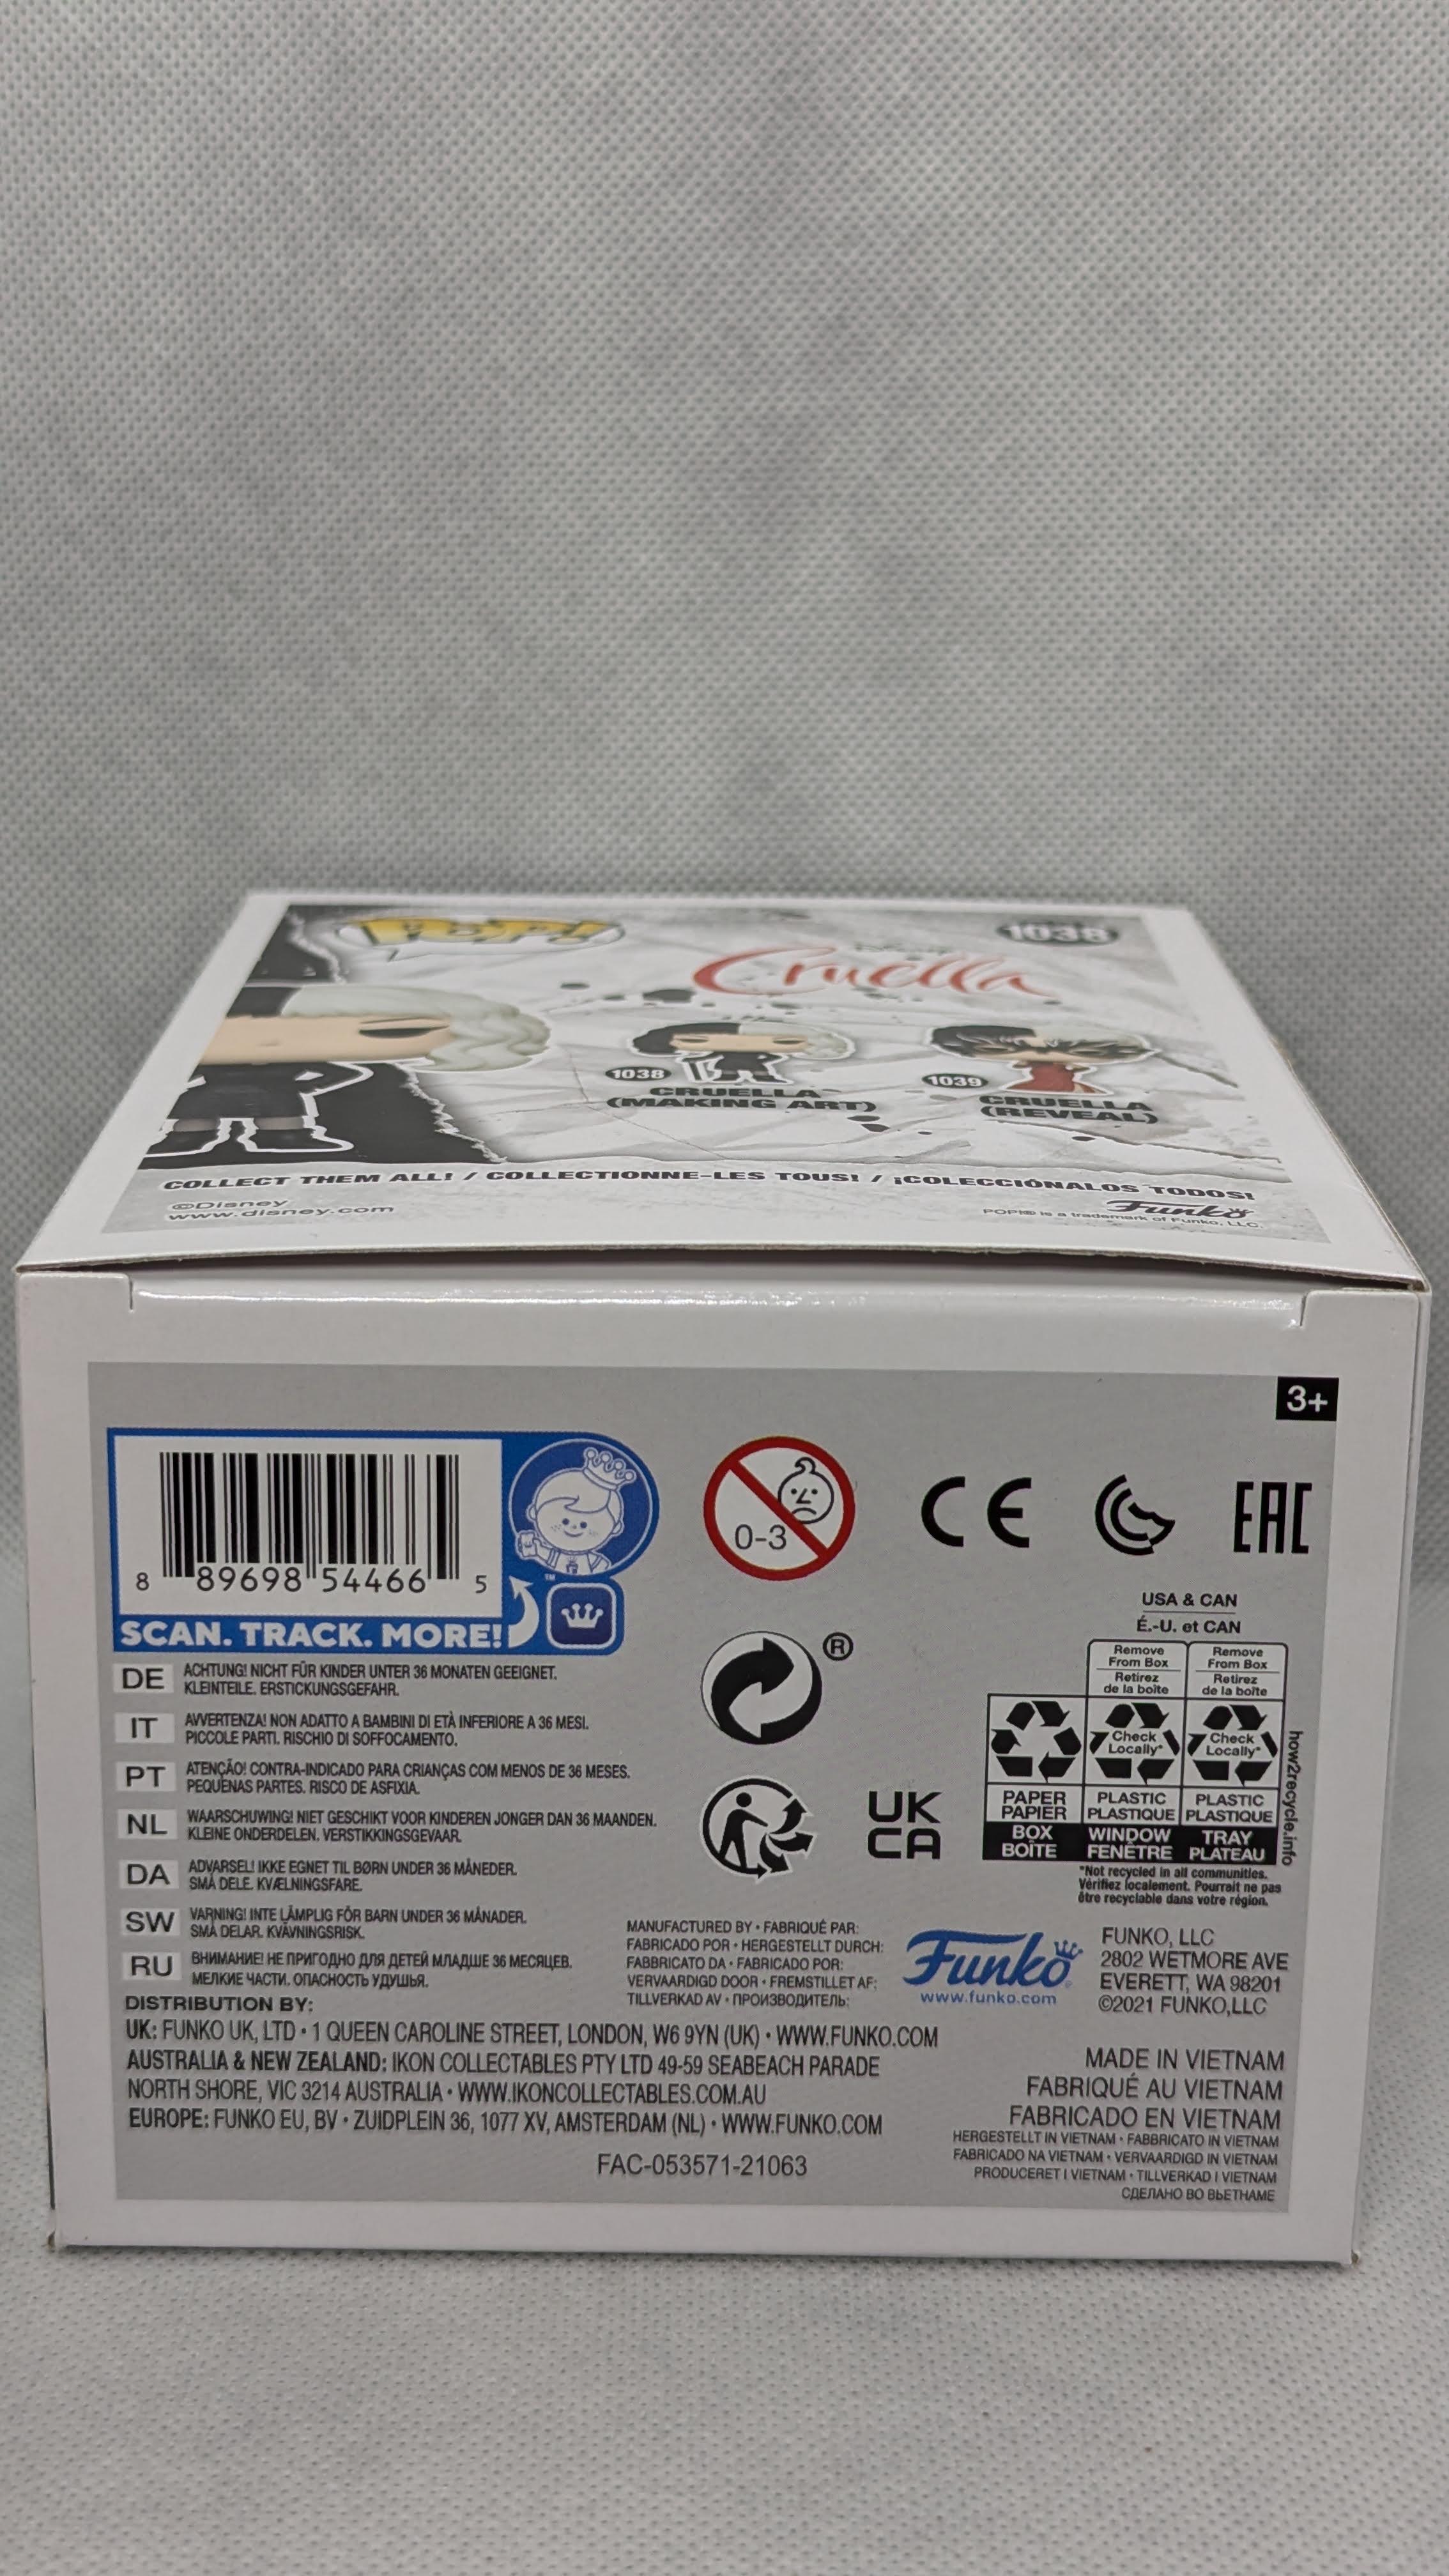 POP!
Disney
Cruella
1038
1038
CRUELLA
(MAKING ART)
1039
CRUELLA
(REVEAL)
COLLECT THEM ALL! / COLLECTIONNE-LES TOUS! / ¡COLECCIÓNALOS TODOS!
©Disney
www.disney.com
Funko
POP!® is a trademark of Funko, LLC.
3+
8 89698 54466 5
SCAN. TRACK. MORE!
TM
0-3
CE
EAC
®
UK
CA
USA & CAN
É.-U. et CAN
Remove
From Box
Retirez
de la boîte
Remove
From Box
Retirez
de la boîte
Check
Locally*
Check
Locally*
PAPER
PAPIER
BOX
BOÎTE
PLASTIC
PLASTIQUE
WINDOW
FENÊTRE
PLASTIC
PLASTIQUE
TRAY
PLATEAU
how2recycle.info
*Not recycled in all communities.
Vérifiez localement. Pourrait ne pas
être recyclable dans votre région.
DE ACHTUNG! NICHT FÜR KINDER UNTER 36 MONATEN GEEIGNET.
KLEINTEILE. ERSTICKUNGSGEFAHR.
IT AVVERTENZA! NON ADATTO A BAMBINI DI ETÀ INFERIORE A 36 MESI.
PICCOLE PARTI. RISCHIO DI SOFFOCAMENTO.
PT ATENÇÃO! CONTRA-INDICADO PARA CRIANÇAS COM MENOS DE 36 MESES.
PEQUENAS PARTES. RISCO DE ASFIXIA.
NL WAARSCHUWING! NIET GESCHIKT VOOR KINDEREN JONGER DAN 36 MAANDEN.
KLEINE ONDERDELEN. VERSTIKKINGSGEVAAR.
DA ADVARSEL! IKKE EGNET TIL BØRN UNDER 36 MÅNEDER.
SMÅ DELE. KVÆLNINGSFARE.
SW VARNING! INTE LÄMPLIG FÖR BARN UNDER 36 MÅNADER.
SMÅ DELAR. KVÄVNINGSRISK.
RU ВНИМАНИЕ! НЕ ПРИГОДНО ДЛЯ ДЕТЕЙ МЛАДШЕ 36 МЕСЯЦЕВ.
МЕЛКИЕ ЧАСТИ. ОПАСНОСТЬ УДУШЬЯ.
MANUFACTURED BY • FABRIQUÉ PAR:
FABRICADO POR • HERGESTELLT DURCH:
FABBRICATO DA • FABRICADO POR:
VERVAARDIGD DOOR • FREMSTILLET AF:
TILLVERKAD AV • ПРОИЗВОДИТЕЛЬ:
Funko
www.funko.com
FUNKO, LLC
2802 WETMORE AVE
EVERETT, WA 98201
©2021 FUNKO,LLC
DISTRIBUTION BY:
UK: FUNKO UK, LTD • 1 QUEEN CAROLINE STREET, LONDON, W6 9YN (UK) • WWW.FUNKO.COM
AUSTRALIA & NEW ZEALAND: IKON COLLECTABLES PTY LTD 49-59 SEABEACH PARADE
NORTH SHORE, VIC 3214 AUSTRALIA • WWW.IKONCOLLECTABLES.COM.AU
EUROPE: FUNKO EU, BV • ZUIDPLEIN 36, 1077 XV, AMSTERDAM (NL) • WWW.FUNKO.COM
FAC-053571-21063
MADE IN VIETNAM
FABRIQUÉ AU VIETNAM
FABRICADO EN VIETNAM
HERGESTELLT IN VIETNAM • FABBRICATO IN VIETNAM
FABRICADO NA VIETNAM • VERVAARDIGD IN VIETNAM
PRODUCERET I VIETNAM • TILLVERKAD I VIETNAM
СДЕЛАНО ВО ВЬЕТНАМЕ